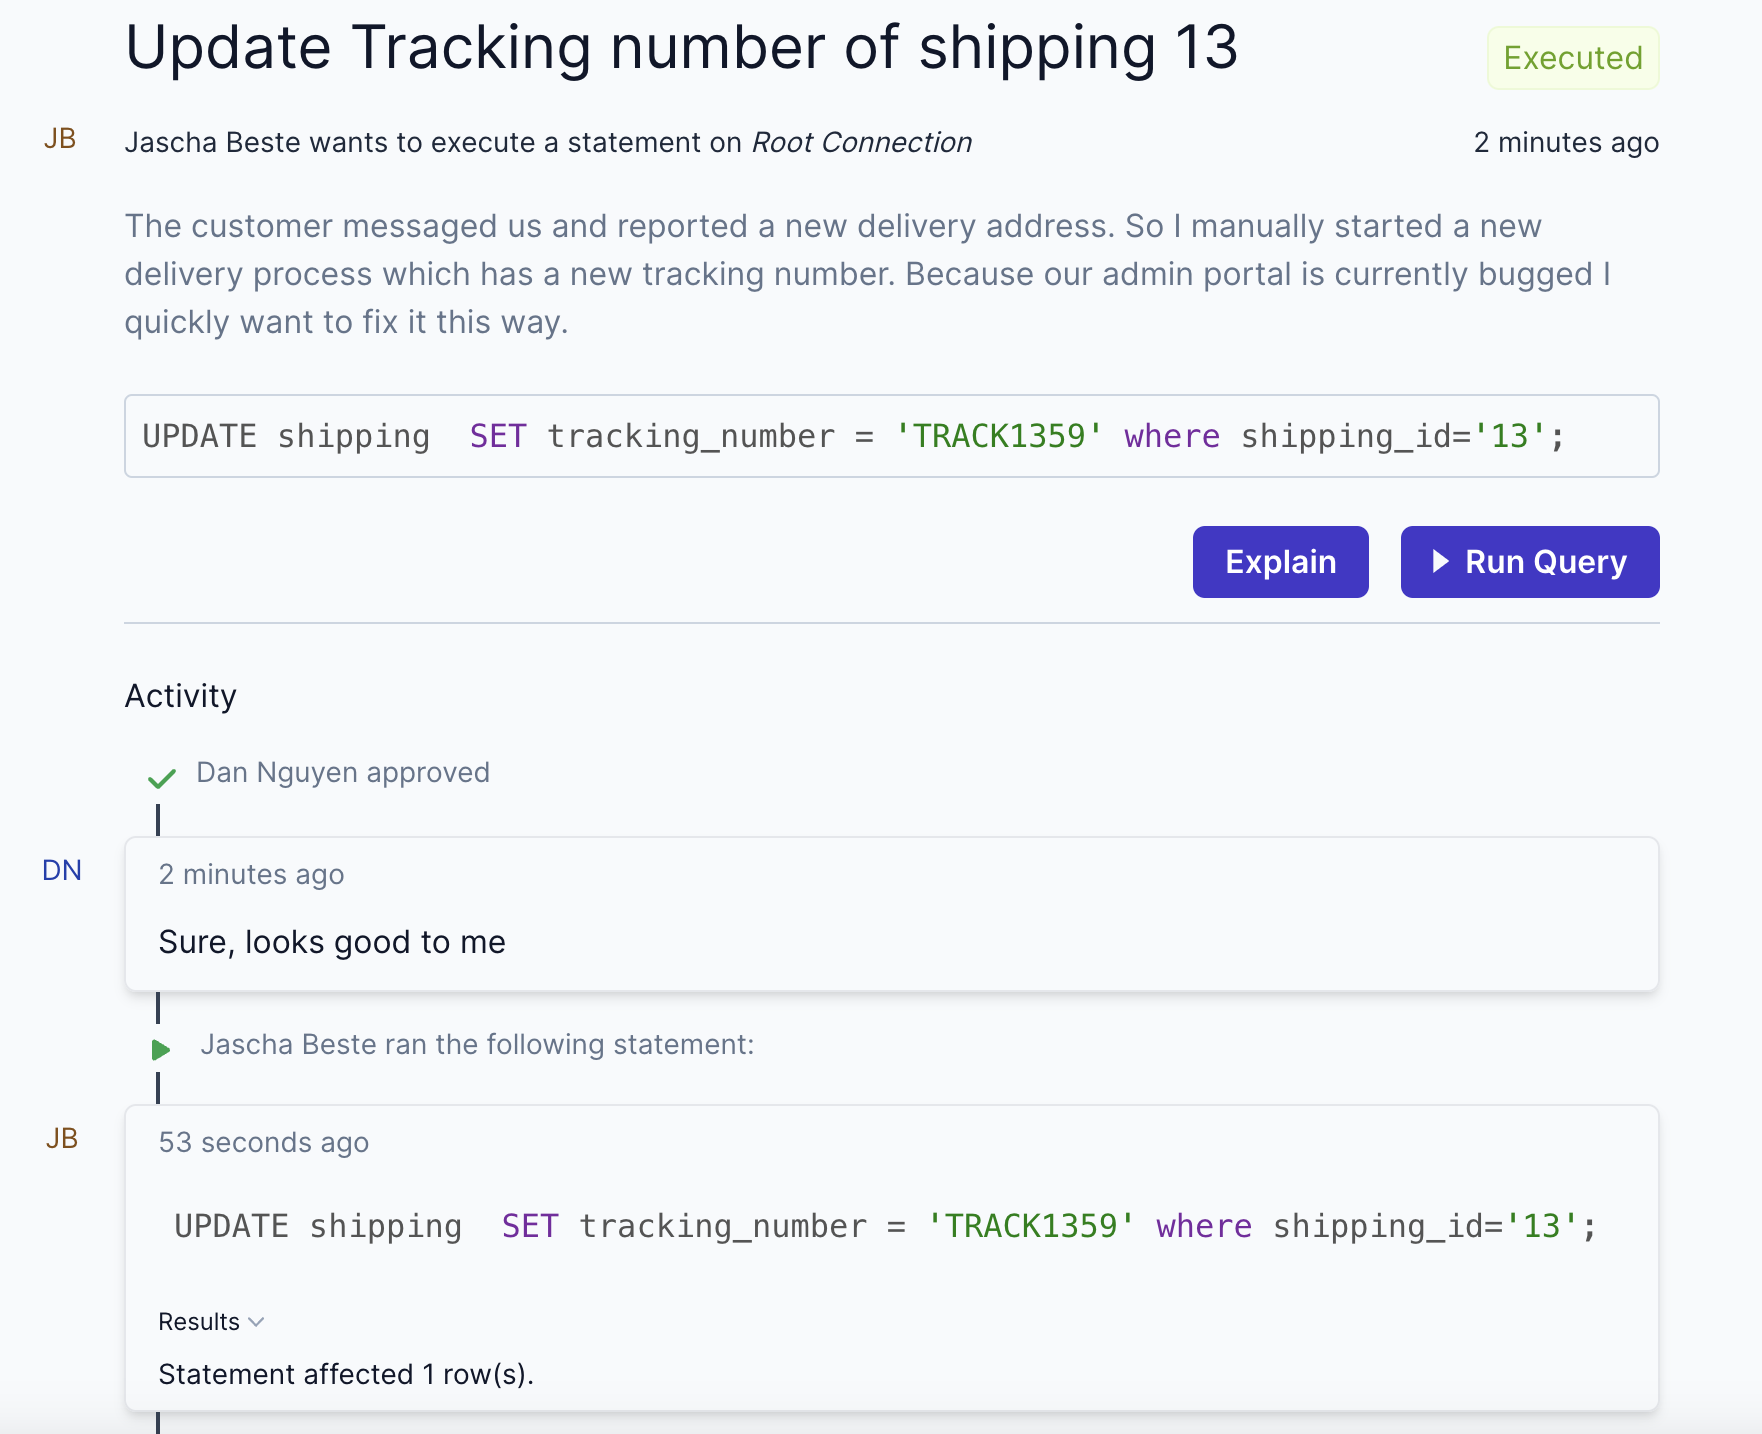 Update Tracking number of shipping 13
Executed
JB
Jascha Beste wants to execute a statement on Root Connection
2 minutes ago
The customer messaged us and reported a new delivery address. So I manually started a new
delivery process which has a new tracking number. Because our admin portal is currently bugged I
quickly want to fix it this way.
UPDATE shipping  SET tracking_number = 'TRACK1359' where shipping_id='13';
Explain
Run Query
Activity
Dan Nguyen approved
DN
2 minutes ago
Sure, looks good to me
Jascha Beste ran the following statement:
JB
53 seconds ago
UPDATE shipping  SET tracking_number = 'TRACK1359' where shipping_id='13';
Results
Statement affected 1 row(s).